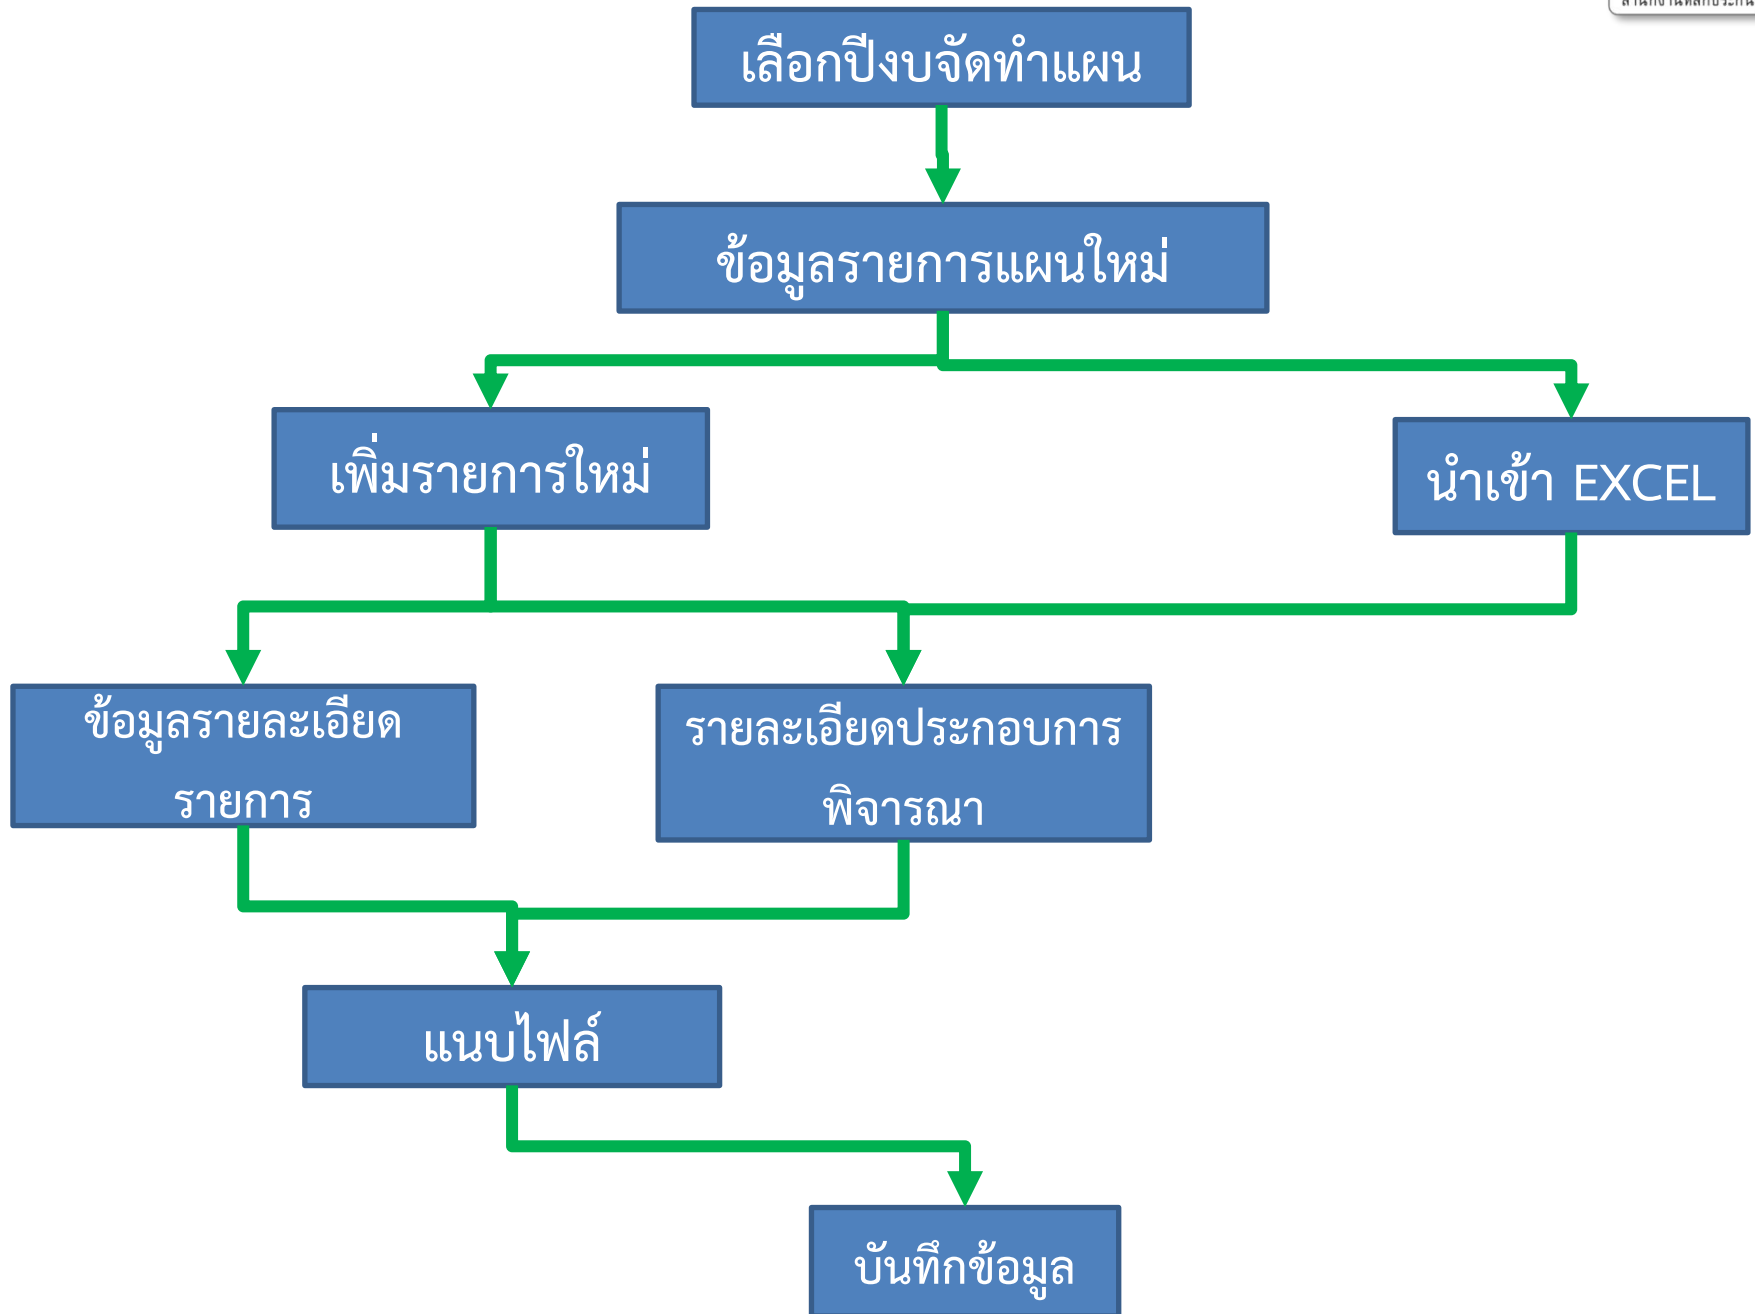 เลือกปีงบจัดทำแผน
ข้อมูลรายการแผนใหม่
เพิ่มรายการใหม่
นำเข้า EXCEL
ข้อมูลรายละเอียด
รายการ
รายละเอียดประกอบการ
พิจารณา
แนบไฟล์
บันทึกข้อมูล